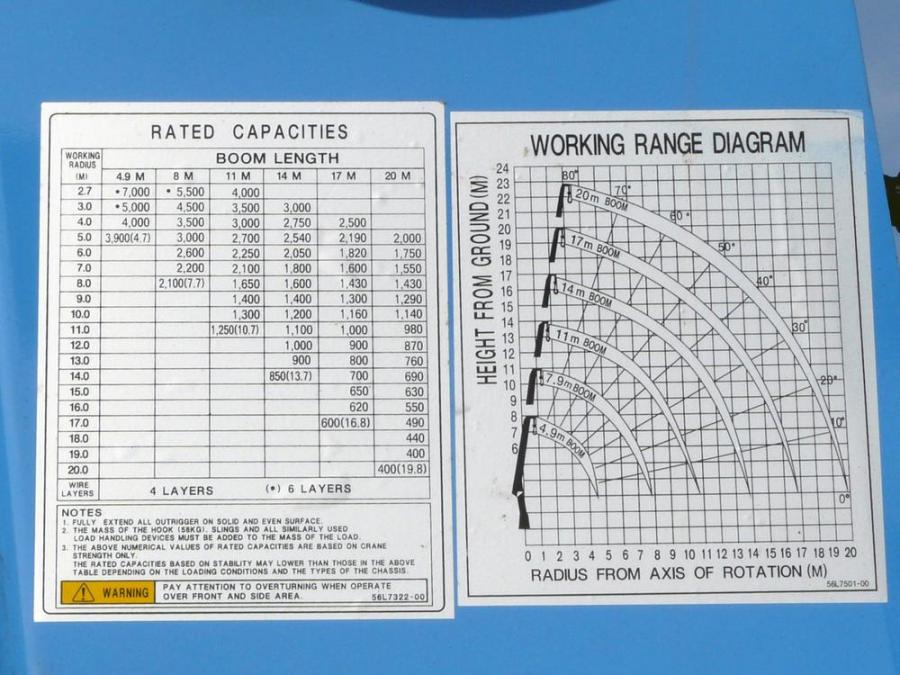 RATED CAPACITIES
WORKING RADIUS (M) BOOM LENGTH
4.9 M 8 M 11 M 14 M 17 M 20 M
2.7 •7,000 • 5,500 4,000
3.0 •5,000 4,500 3,500 3,000
4.0 4,000 3,500 3,000 2,750 2,500
5.0 3,900(4.7) 3,000 2,700 2,540 2,190 2,000
6.0 2,600 2,250 2,050 1,820 1,750
7.0 2,200 2,100 1,800 1,600 1,550
8.0 2,100(7.7) 1,650 1,600 1,430 1,430
9.0 1,400 1,400 1,300 1,290
10.0 1,300 1,200 1,160 1,140
11.0 1,250(10.7) 1,100 1,000 980
12.0 1,000 900 870
13.0 900 800 760
14.0 850(13.7) 700 690
15.0 650 630
16.0 620 550
17.0 600(16.8) 490
18.0 440
19.0 400
20.0 400(19.8)
WIRE LAYERS 4 LAYERS (•) 6 LAYERS
NOTES
1. FULLY EXTEND ALL OUTRIGGER ON SOLID AND EVEN SURFACE.
2. THE MASS OF THE HOOK (58KG), SLINGS AND ALL SIMILARLY USED
LOAD HANDLING DEVICES MUST BE ADDED TO THE MASS OF THE LOAD.
3. THE ABOVE NUMERICAL VALUES OF RATED CAPACITIES ARE BASED ON CRANE
STRENGTH ONLY.
THE RATED CAPACITIES BASED ON STABILITY MAY LOWER THAN THOSE IN THE ABOVE
TABLE DEPENDING ON THE LOADING CONDITIONS AND THE TYPES OF THE CHASSIS.
WARNING
PAY ATTENTION TO OVERTURNING WHEN OPERATE
OVER FRONT AND SIDE AREA.
56L7322-00
WORKING RANGE DIAGRAM
HEIGHT FROM GROUND (M)
24
23
22
21
20
19
18
17
16
15
14
13
12
11
10
9
8
7
6
80°
70°
60°
50°
40°
30°
20°
10°
0°
20m BOOM
17m BOOM
14m BOOM
11m BOOM
7.9m BOOM
4.9m BOOM
0 1 2 3 4 5 6 7 8 9 10 11 12 13 14 15 16 17 18 19 20
RADIUS FROM AXIS OF ROTATION (M)
56L7501-00